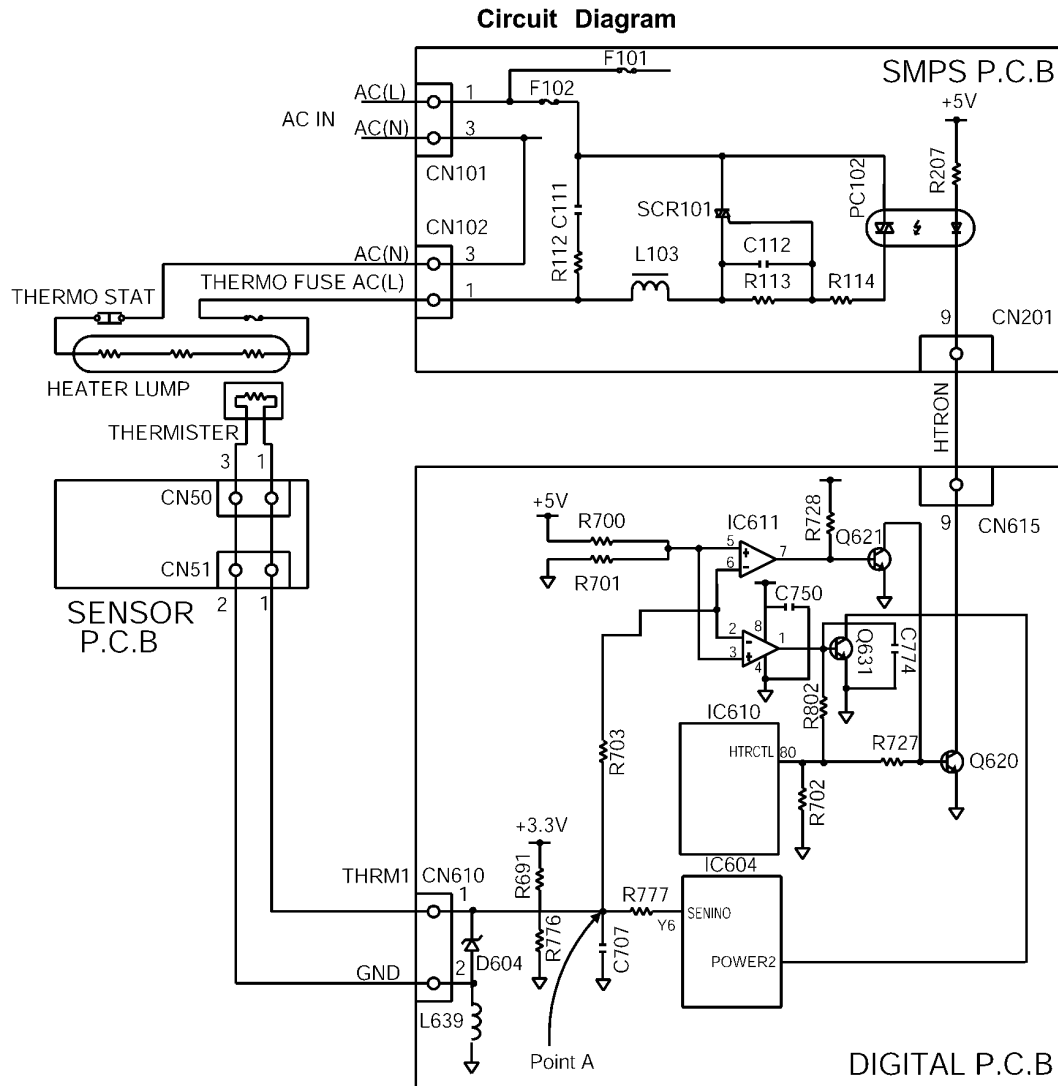 Circuit Diagram
SMPS P.C.B
F101
+5V
AC(L)
1
F102
AC IN
AC(N)
3
CN101
R207
PC102
C111
SCR101
CN102
R112
C112
L103
AC(N)
3
THERMO FUSE AC(L)
1
R113
R114
THERMO STAT
9
CN201
HEATER LUMP
HTRON
THERMISTER
3
1
CN50
+5V
R700
IC611
R728
Q621
9
CN615
5
6
7
R701
CN51
2
1
C750
SENSOR
P.C.B
8
2
3
1
4
Q631
C774
R802
IC610
R703
HTRCTL
80
R727
Q620
R702
+3.3V
IC604
THRM1
CN610
R691
1
R777
Y6
SENINO
R776
C707
D604
2
GND
POWER2
L639
Point A
DIGITAL P.C.B